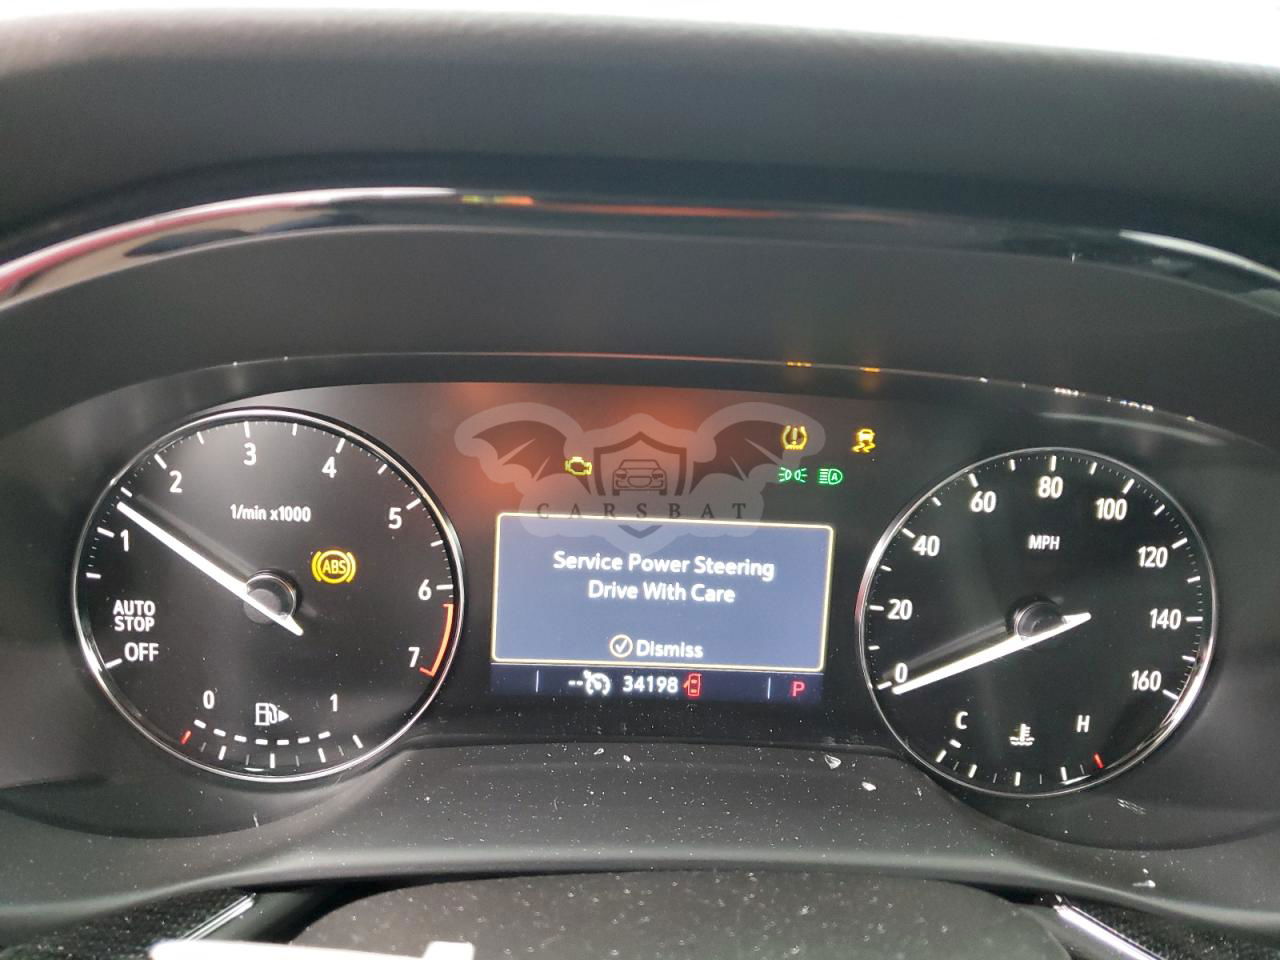 1
2
3
4
5
6
7
1/min x1000
ABS
AUTO
STOP
OFF
0
1
CARSBAT
A
Service Power Steering
Drive With Care
Dismiss
-- 34198
P
0
20
40
60
80
100
120
140
160
MPH
C
H